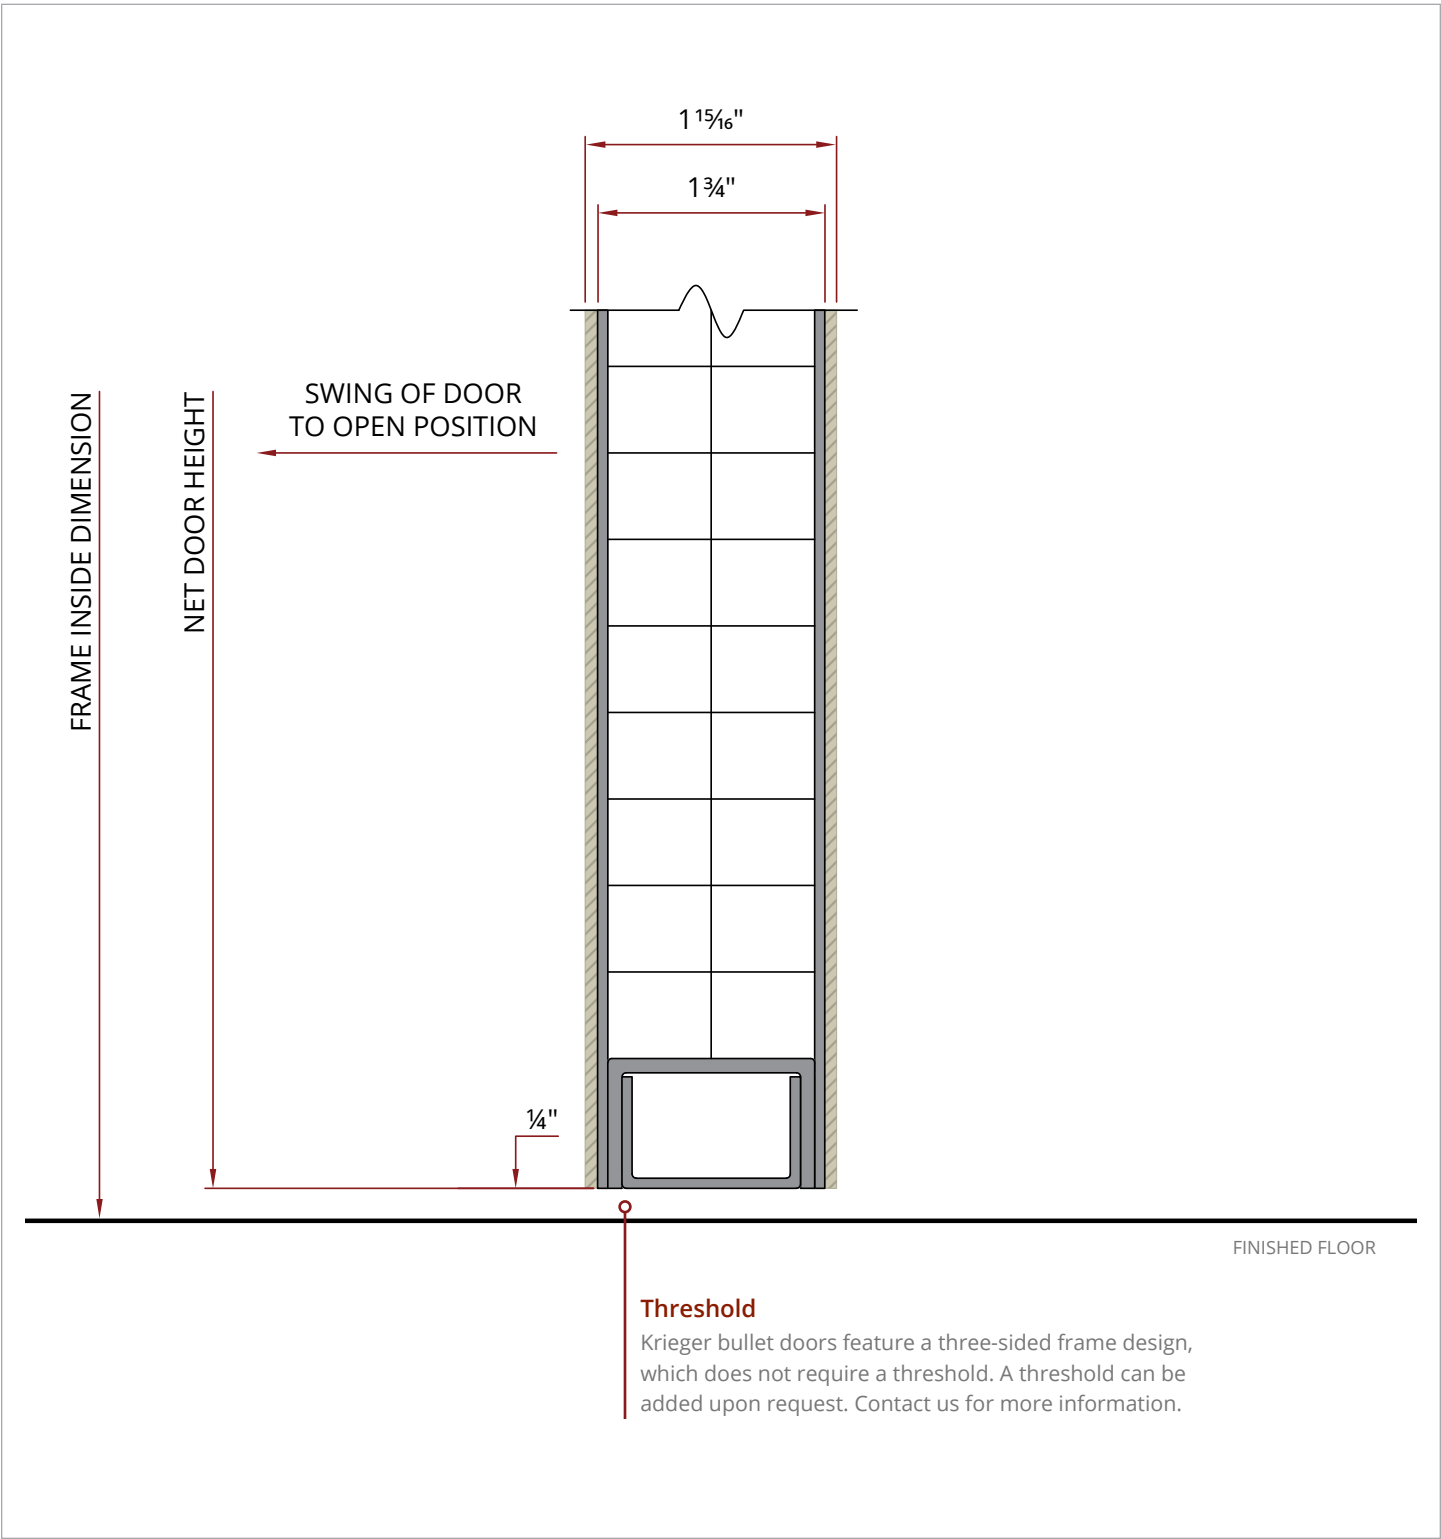 1 15/16"
1 3/4"
SWING OF DOOR
TO OPEN POSITION
FRAME INSIDE DIMENSION
NET DOOR HEIGHT
1/4"
FINISHED FLOOR
Threshold
Krieger bullet doors feature a three-sided frame design,
which does not require a threshold. A threshold can be
added upon request. Contact us for more information.